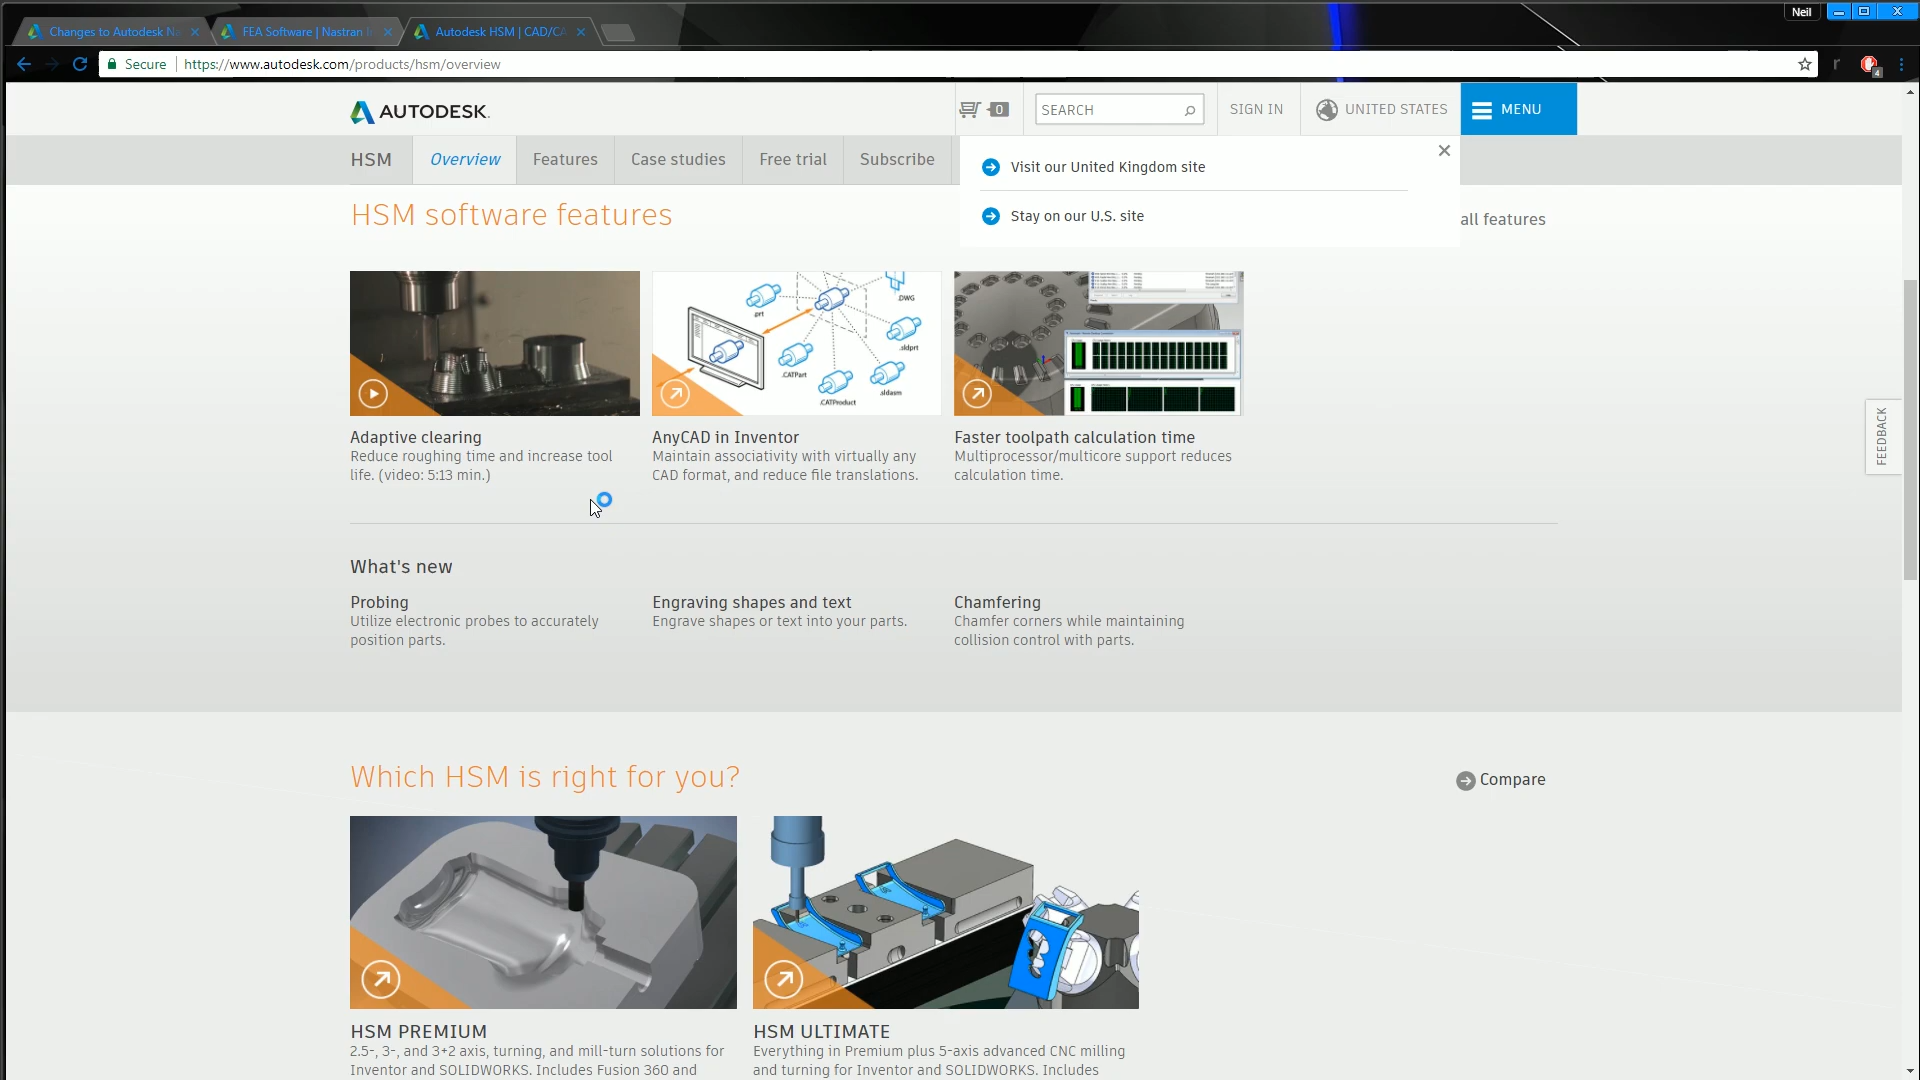 Neil
Changes to Autodesk N
FEA Software | Nastran I
Autodesk HSM | CAD/CA
Secure
https://www.autodesk.com/products/hsm/overview
4
AUTODESK.
0
SEARCH
SIGN IN
UNITED STATES
MENU
HSM
Overview
Features
Case studies
Free trial
Subscribe
Visit our United Kingdom site
Stay on our U.S. site
HSM software features
all features
.prt
.DWG
.sldprt
.CATPart
.sldasm
.CATProduct
Adaptive clearing
Reduce roughing time and increase tool
life. (video: 5:13 min.)
AnyCAD in Inventor
Maintain associativity with virtually any
CAD format, and reduce file translations.
Faster toolpath calculation time
Multiprocessor/multicore support reduces
calculation time.
FEEDBACK
What's new
Probing
Utilize electronic probes to accurately
position parts.
Engraving shapes and text
Engrave shapes or text into your parts.
Chamfering
Chamfer corners while maintaining
collision control with parts.
Which HSM is right for you?
Compare
HSM PREMIUM
2.5-, 3-, and 3+2 axis, turning, and mill-turn solutions for
Inventor and SOLIDWORKS. Includes Fusion 360 and
HSM ULTIMATE
Everything in Premium plus 5-axis advanced CNC milling
and turning for Inventor and SOLIDWORKS. Includes